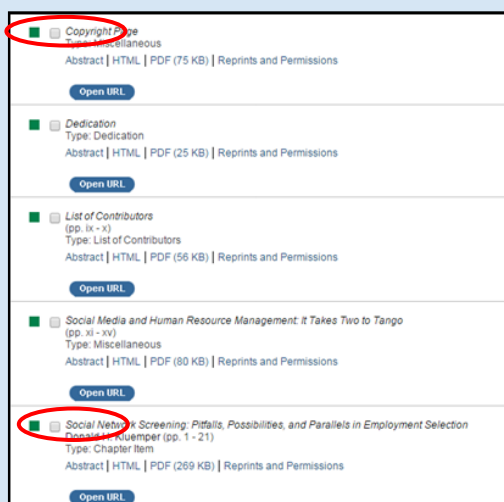 Copyright Page
Type: Miscellaneous
Abstract | HTML | PDF (75 KB) | Reprints and Permissions
Open URL
Dedication
Type: Dedication
Abstract | HTML | PDF (25 KB) | Reprints and Permissions
Open URL
List of Contributors
(pp. ix - x)
Type: List of Contributors
Abstract | HTML | PDF (56 KB) | Reprints and Permissions
Open URL
Social Media and Human Resource Management: It Takes Two to Tango
(pp. xi - xv)
Type: Miscellaneous
Abstract | HTML | PDF (80 KB) | Reprints and Permissions
Open URL
Social Network Screening: Pitfalls, Possibilities, and Parallels in Employment Selection
Donald H. Kluemper (pp. 1 - 21)
Type: Chapter Item
Abstract | HTML | PDF (269 KB) | Reprints and Permissions
Open URL